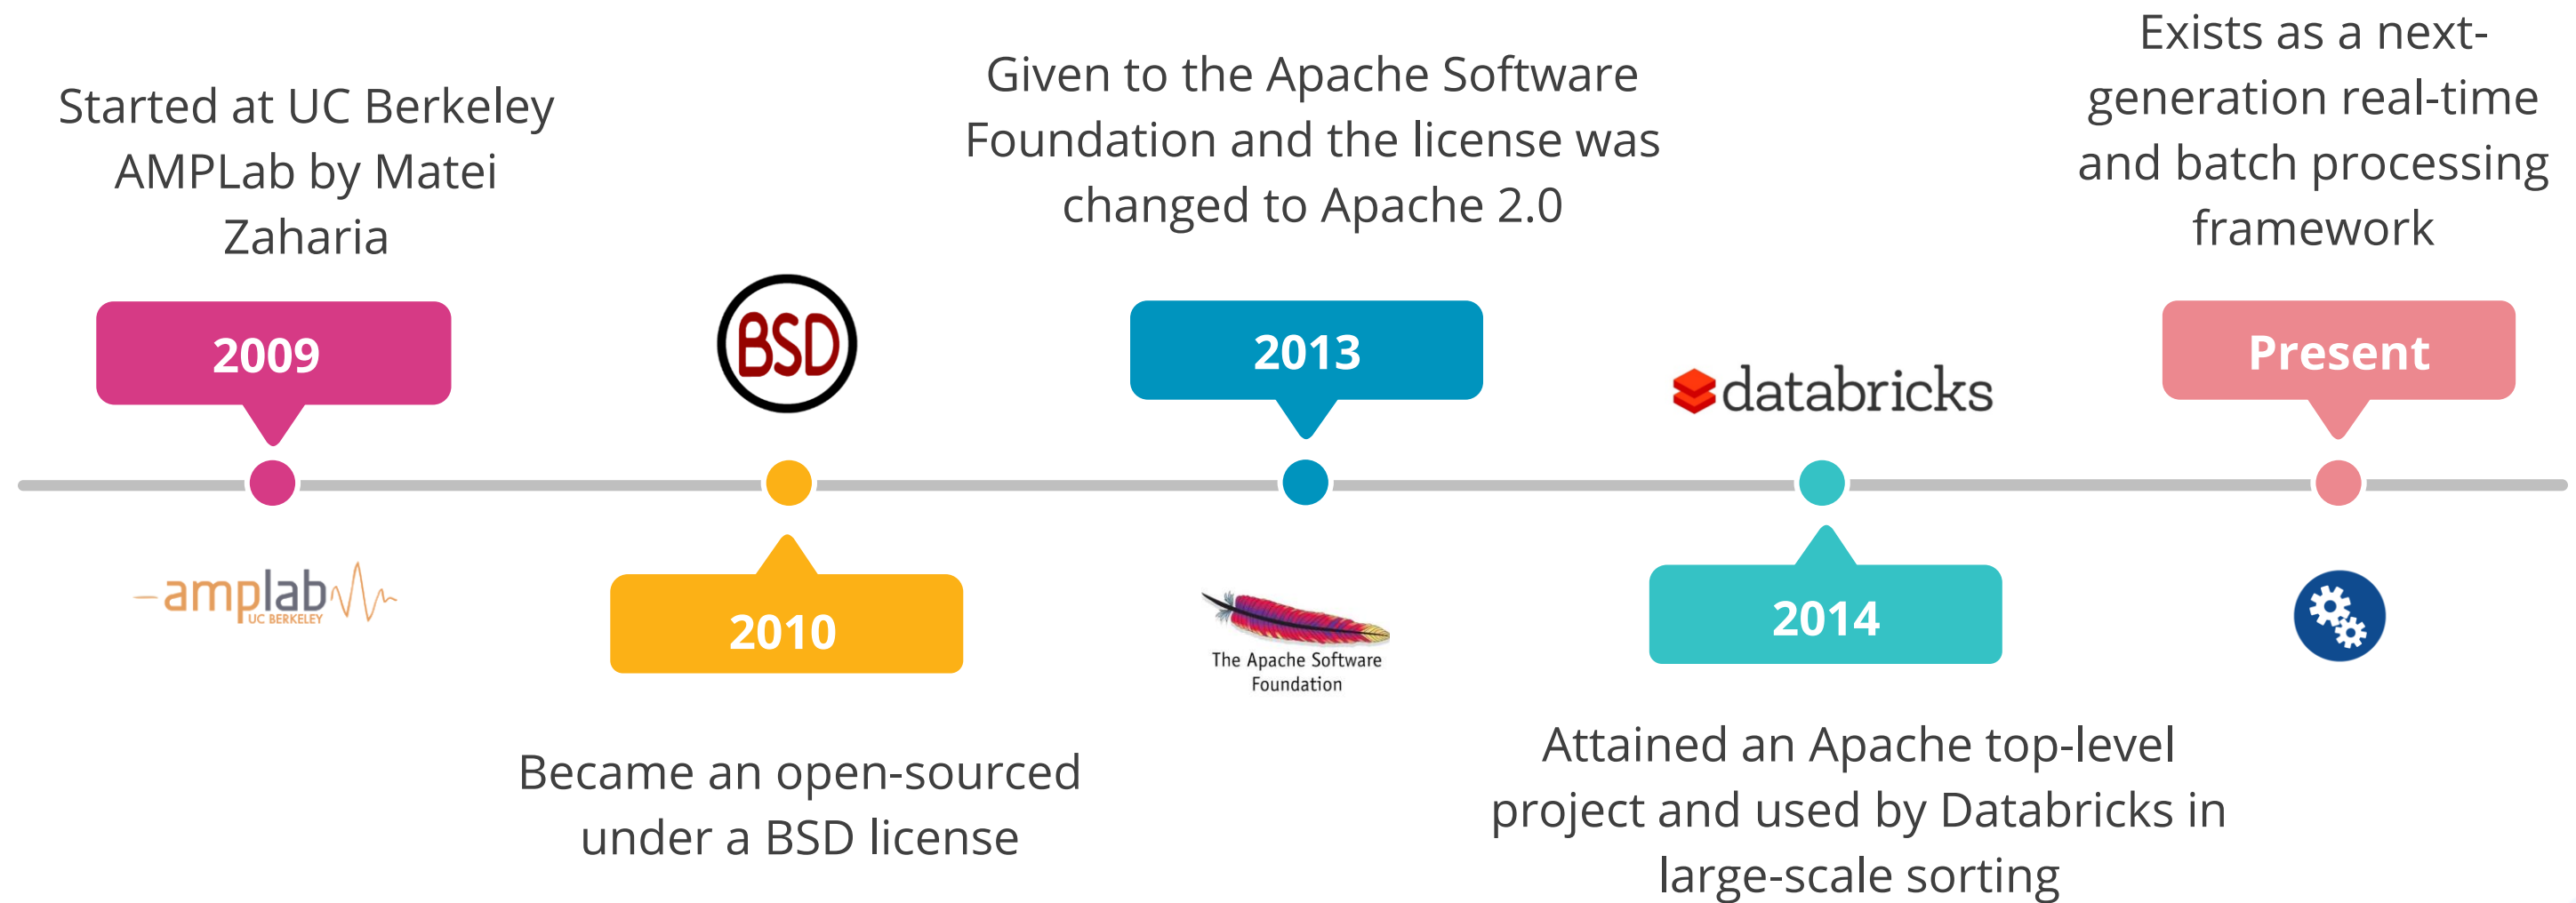 Started at UC Berkeley
AMPLab by Matei
Zaharia
2009
amplab
UC BERKELEY
BSD
2010
Became an open-sourced
under a BSD license
Given to the Apache Software
Foundation and the license was
changed to Apache 2.0
2013
The Apache Software
Foundation
databricks
2014
Attained an Apache top-level
project and used by Databricks in
large-scale sorting
Exists as a next-
generation real-time
and batch processing
framework
Present